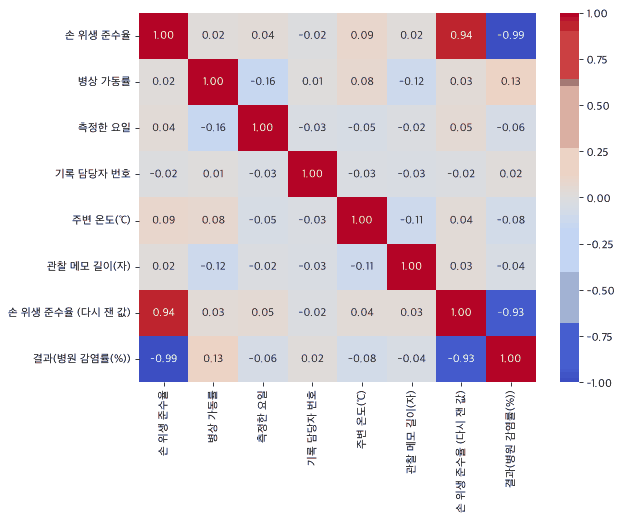 손 위생 준수율 1.00 0.02 0.04 -0.02 0.09 0.02 0.94 -0.99
병상 가동률 0.02 1.00 -0.16 0.01 0.08 -0.12 0.03 0.13
측정한 요일 0.04 -0.16 1.00 -0.03 -0.05 -0.02 0.05 -0.06
기록 담당자 번호 -0.02 0.01 -0.03 1.00 -0.03 -0.03 -0.02 0.02
주변 온도(℃) 0.09 0.08 -0.05 -0.03 1.00 -0.11 0.04 -0.08
관찰 메모 길이(자) 0.02 -0.12 -0.02 -0.03 -0.11 1.00 0.03 -0.04
손 위생 준수율 (다시 잰 값) 0.94 0.03 0.05 -0.02 0.04 0.03 1.00 -0.93
결과(병원 감염률(%)) -0.99 0.13 -0.06 0.02 -0.08 -0.04 -0.93 1.00
손 위생 준수율
병상 가동률
측정한 요일
기록 담당자 번호
주변 온도(℃)
관찰 메모 길이(자)
손 위생 준수율 (다시 잰 값)
결과(병원 감염률(%))
1.00
0.75
0.50
0.25
0.00
-0.25
-0.50
-0.75
-1.00